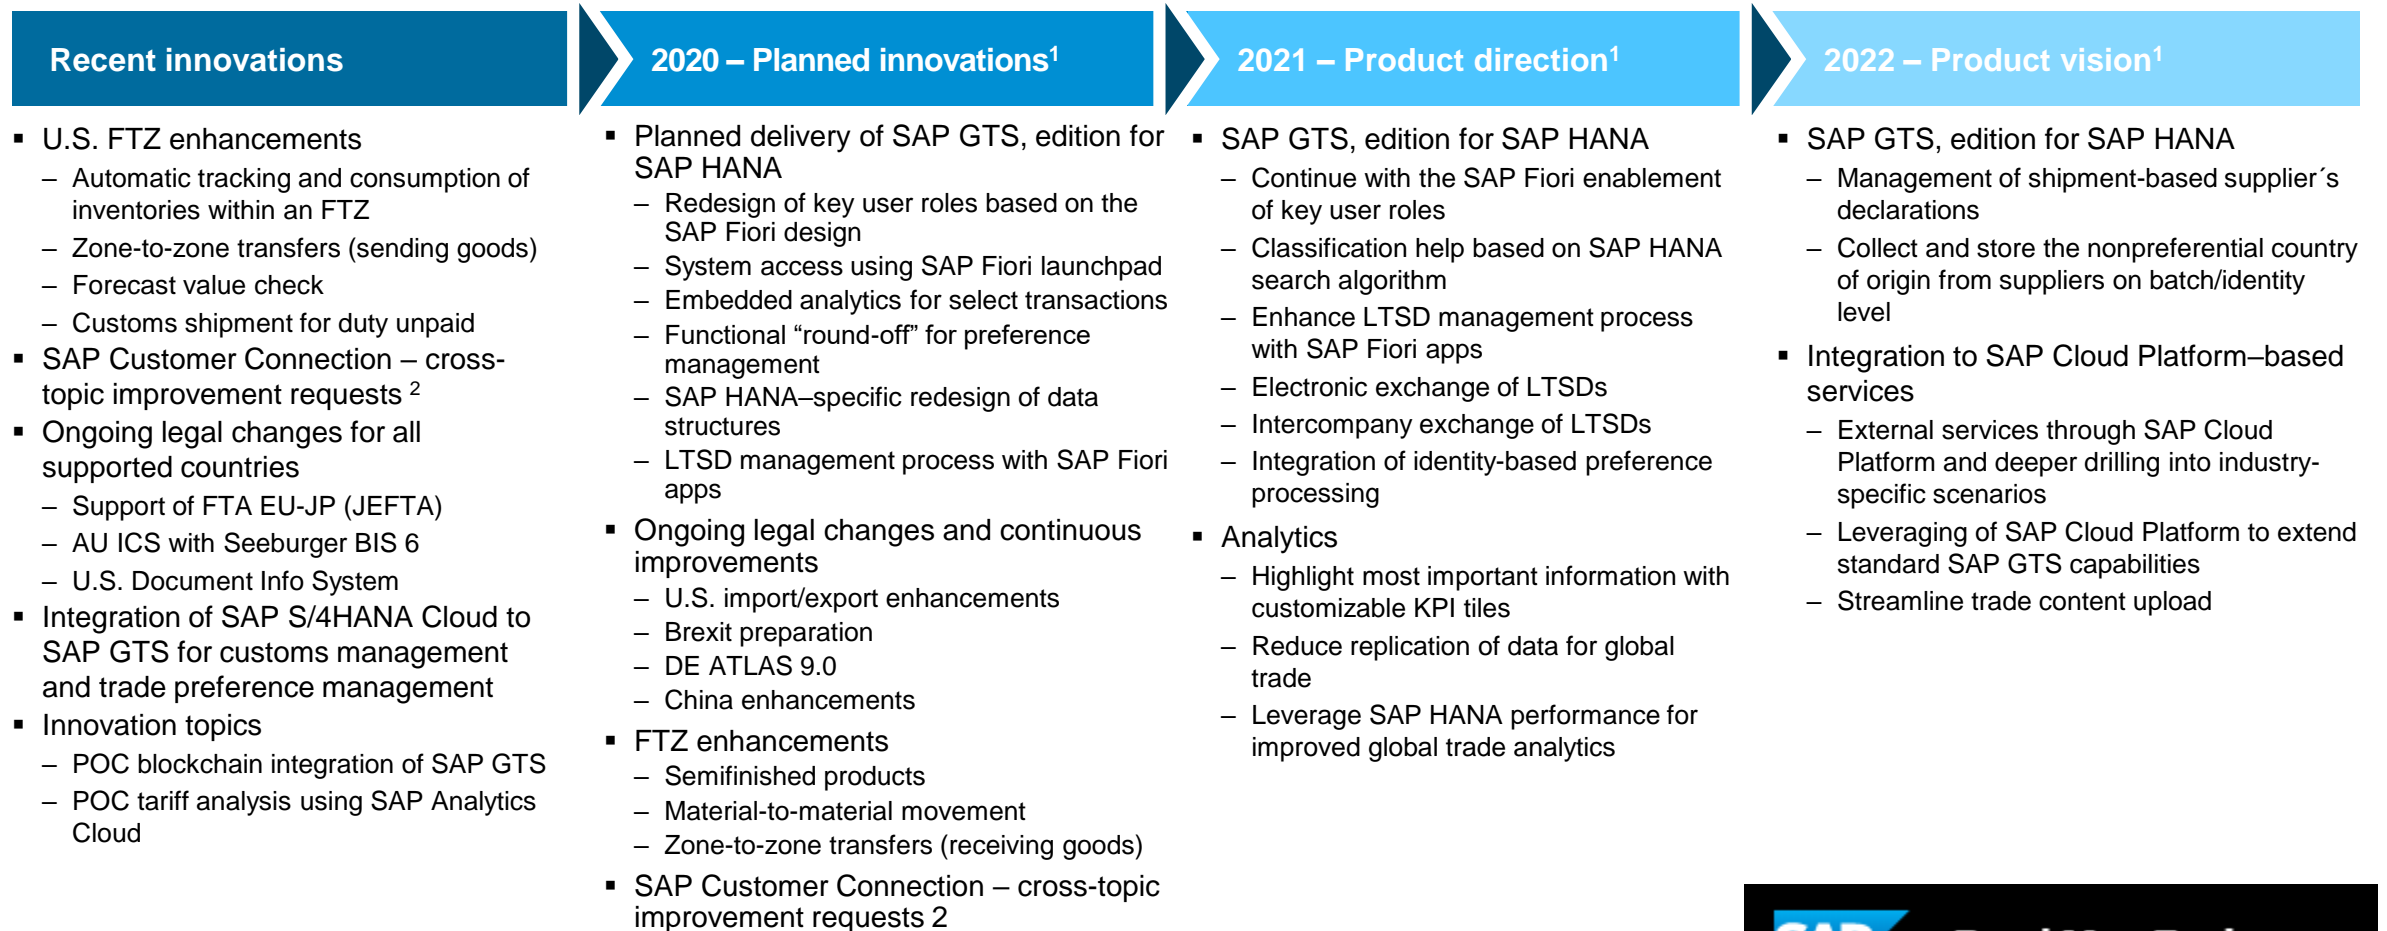 Recent innovations
▪ U.S. FTZ enhancements
– Automatic tracking and consumption of
inventories within an FTZ
– Zone-to-zone transfers (sending goods)
– Forecast value check
– Customs shipment for duty unpaid
▪ SAP Customer Connection – cross-
topic improvement requests ²
▪ Ongoing legal changes for all
supported countries
– Support of FTA EU-JP (JEFTA)
– AU ICS with Seeburger BIS 6
– U.S. Document Info System
▪ Integration of SAP S/4HANA Cloud to
SAP GTS for customs management
and trade preference management
▪ Innovation topics
– POC blockchain integration of SAP GTS
– POC tariff analysis using SAP Analytics
Cloud
2020 – Planned innovations¹
▪ Planned delivery of SAP GTS, edition for
SAP HANA
– Redesign of key user roles based on the
SAP Fiori design
– System access using SAP Fiori launchpad
– Embedded analytics for select transactions
– Functional “round-off” for preference
management
– SAP HANA–specific redesign of data
structures
– LTSD management process with SAP Fiori
apps
▪ Ongoing legal changes and continuous
improvements
– U.S. import/export enhancements
– Brexit preparation
– DE ATLAS 9.0
– China enhancements
▪ FTZ enhancements
– Semifinished products
– Material-to-material movement
– Zone-to-zone transfers (receiving goods)
▪ SAP Customer Connection – cross-topic
improvement requests 2
2021 – Product direction¹
▪ SAP GTS, edition for SAP HANA
– Continue with the SAP Fiori enablement
of key user roles
– Classification help based on SAP HANA
search algorithm
– Enhance LTSD management process
with SAP Fiori apps
– Electronic exchange of LTSDs
– Intercompany exchange of LTSDs
– Integration of identity-based preference
processing
▪ Analytics
– Highlight most important information with
customizable KPI tiles
– Reduce replication of data for global
trade
– Leverage SAP HANA performance for
improved global trade analytics
2022 – Product vision¹
▪ SAP GTS, edition for SAP HANA
– Management of shipment-based supplier´s
declarations
– Collect and store the nonpreferential country
of origin from suppliers on batch/identity
level
▪ Integration to SAP Cloud Platform–based
services
– External services through SAP Cloud
Platform and deeper drilling into industry-
specific scenarios
– Leveraging of SAP Cloud Platform to extend
standard SAP GTS capabilities
– Streamline trade content upload
SAP